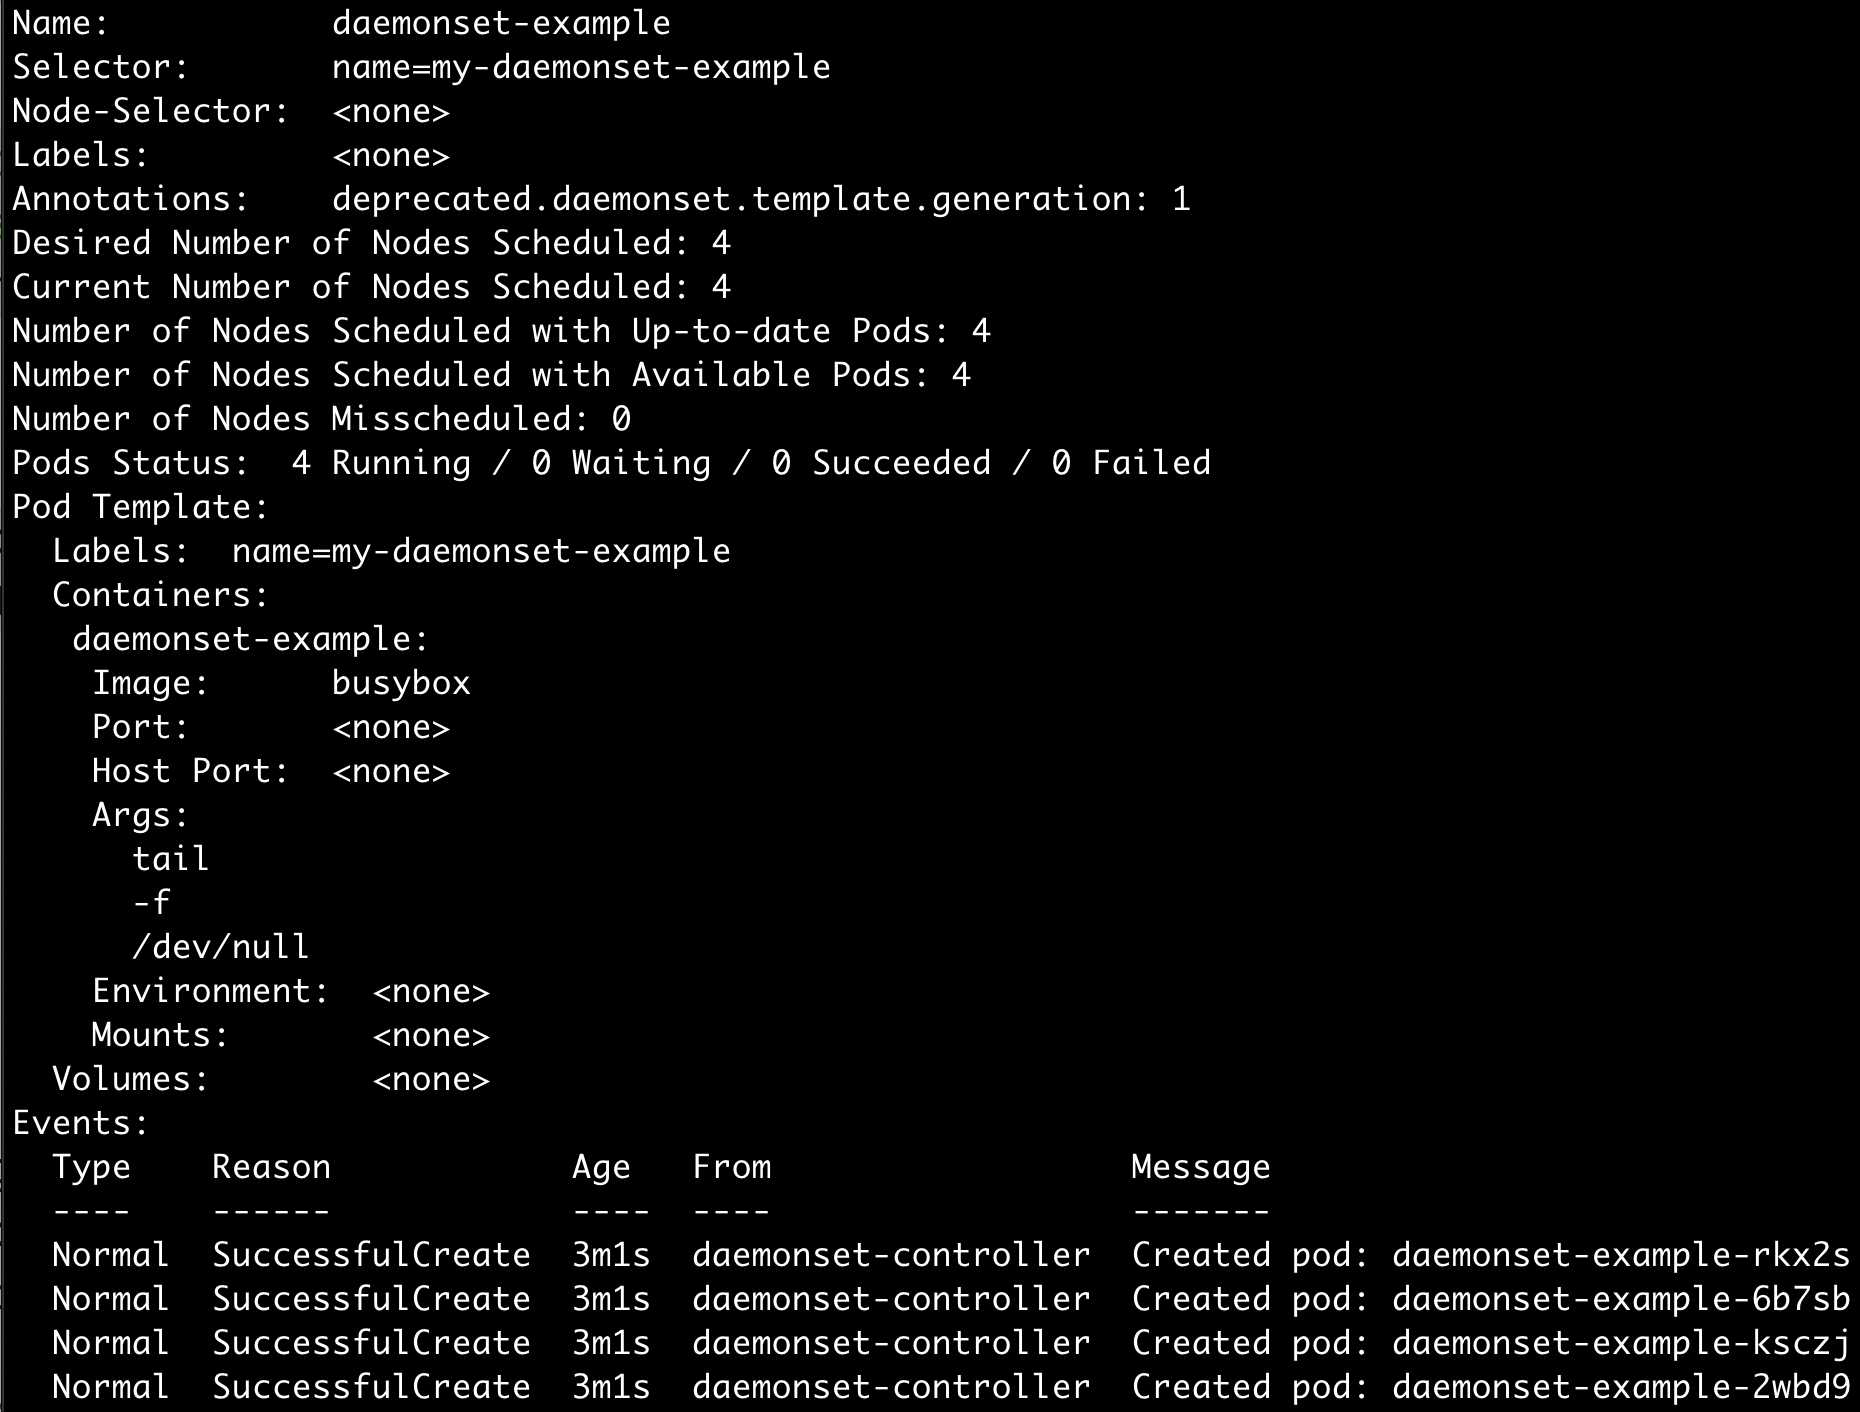 Name:           daemonset-example
Selector:       name=my-daemonset-example
Node-Selector:  <none>
Labels:         <none>
Annotations:    deprecated.daemonset.template.generation: 1
Desired Number of Nodes Scheduled: 4
Current Number of Nodes Scheduled: 4
Number of Nodes Scheduled with Up-to-date Pods: 4
Number of Nodes Scheduled with Available Pods: 4
Number of Nodes Misscheduled: 0
Pods Status:  4 Running / 0 Waiting / 0 Succeeded / 0 Failed
Pod Template:
  Labels:  name=my-daemonset-example
  Containers:
   daemonset-example:
    Image:      busybox
    Port:       <none>
    Host Port:  <none>
    Args:
      tail
      -f
      /dev/null
    Environment:  <none>
    Mounts:       <none>
  Volumes:        <none>
Events:
  Type    Reason            Age   From                  Message
  ----    ------            ----  ----                  -------
  Normal  SuccessfulCreate  3m1s  daemonset-controller  Created pod: daemonset-example-rkx2s
  Normal  SuccessfulCreate  3m1s  daemonset-controller  Created pod: daemonset-example-6b7sb
  Normal  SuccessfulCreate  3m1s  daemonset-controller  Created pod: daemonset-example-ksczj
  Normal  SuccessfulCreate  3m1s  daemonset-controller  Created pod: daemonset-example-2wbd9